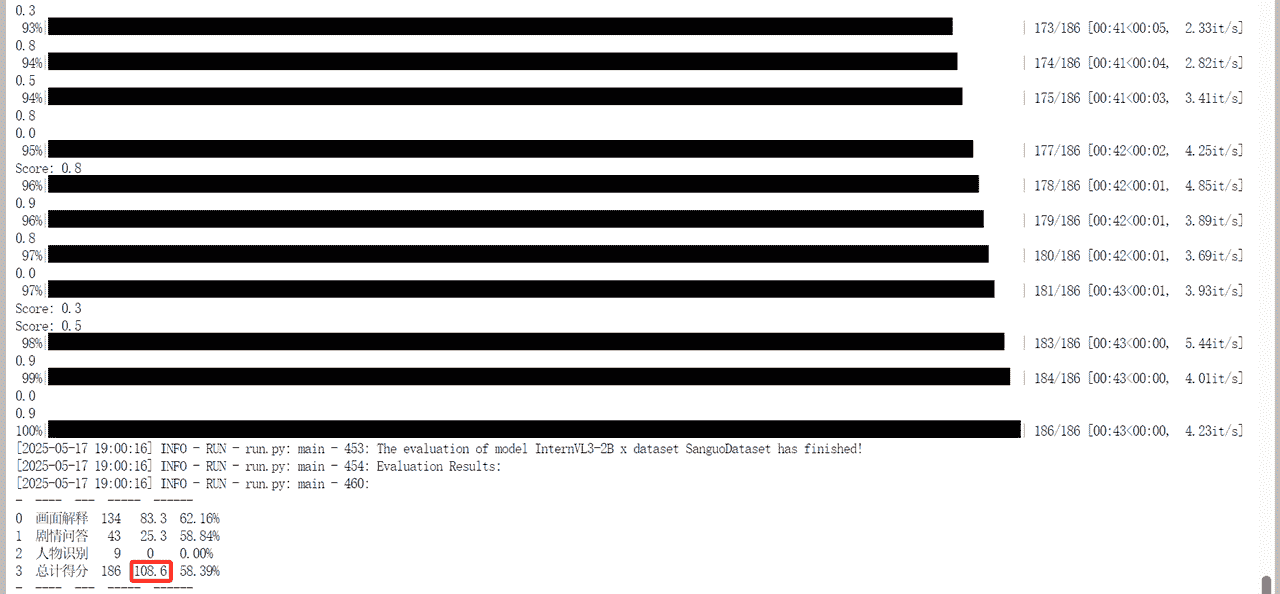 0.3
93%| | 173/186 [00:41<00:05, 2.33it/s]
0.8
94%| | 174/186 [00:41<00:04, 2.82it/s]
0.5
94%| | 175/186 [00:41<00:03, 3.41it/s]
0.8
0.0
95%| | 177/186 [00:42<00:02, 4.25it/s]
Score: 0.8
96%| | 178/186 [00:42<00:01, 4.85it/s]
0.9
96%| | 179/186 [00:42<00:01, 3.89it/s]
0.8
97%| | 180/186 [00:42<00:01, 3.69it/s]
0.0
97%| | 181/186 [00:43<00:01, 3.93it/s]
Score: 0.3
Score: 0.5
98%| | 183/186 [00:43<00:00, 5.44it/s]
0.9
99%| | 184/186 [00:43<00:00, 4.01it/s]
0.0
0.9
100%| | 186/186 [00:43<00:00, 4.23it/s]
[2025-05-17 19:00:16] INFO - RUN - run.py: main - 453: The evaluation of model InternVL3-2B x dataset SanguoDataset has finished!
[2025-05-17 19:00:16] INFO - RUN - run.py: main - 454: Evaluation Results:
[2025-05-17 19:00:16] INFO - RUN - run.py: main - 460:
-  ----  ---  -----  ------
0 画面解释 134 83.3 62.16%
1 剧情问答 43 25.3 58.84%
2 人物识别 9 0 0.00%
3 总计得分 186 108.6 58.39%
-  ----  ---  -----  ------